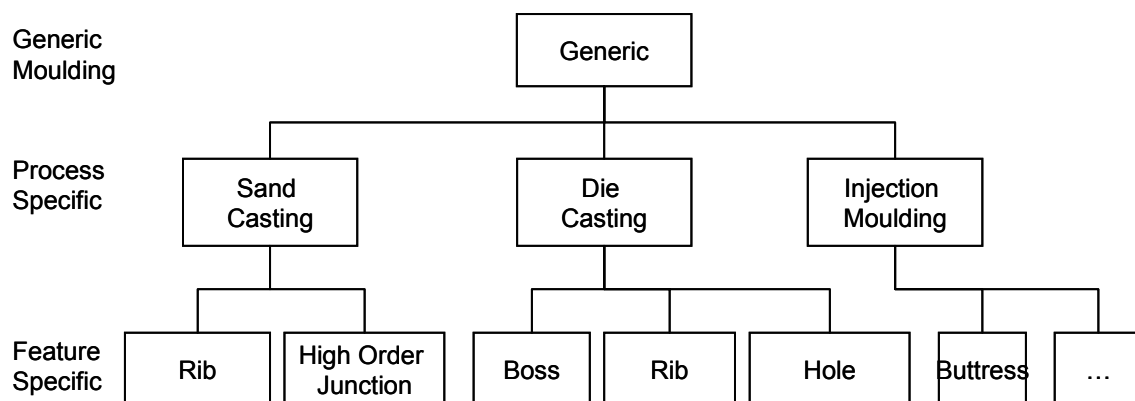 Generic
Moulding
Generic
Process
Specific
Sand
Casting
Die
Casting
Injection
Moulding
Feature
Specific
Rib
High Order
Junction
Boss
Rib
Hole
Buttress
...